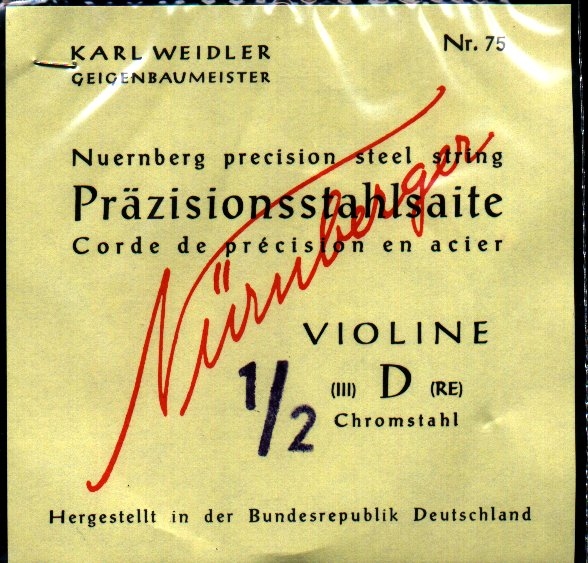 KARL WEIDLER
GEIGENBAUMEISTER
Nr. 75
Nuernberg precision steel string
Präzisionsstahlsaite
Corde de précision en acier
Nürnberger
VIOLINE
1/2
(III) D (RE)
Chromstahl
Hergestellt in der Bundesrepublik Deutschland